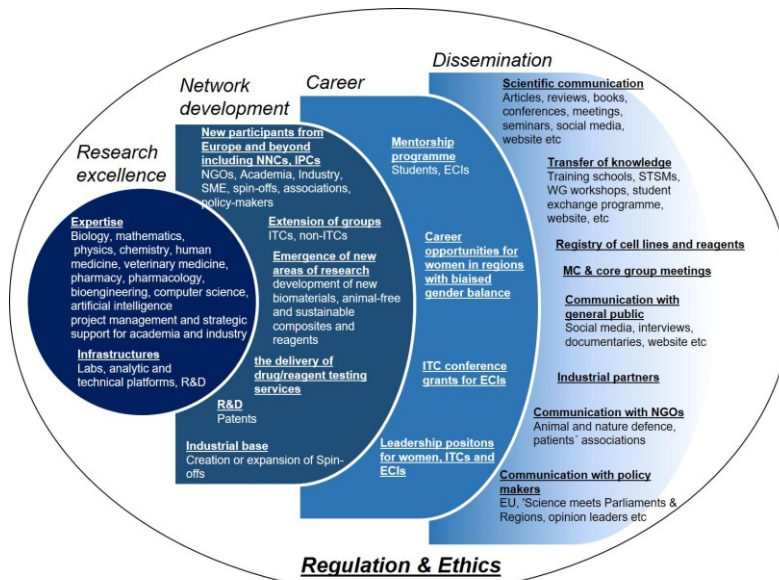 Research
excellence
Expertise
Biology, mathematics,
physics, chemistry, human
medicine, veterinary medicine,
pharmacy, pharmacology,
bioengineering, computer science,
artificial intelligence
project management and strategic
support for academia and industry
Infrastructures
Labs, analytic and
technical platforms, R&D
Network
development
New participants from
Europe and beyond
including NNCs, IPCs
NGOs, Academia, Industry,
SME, spin-offs, associations,
policy-makers
Extension of groups
ITCs, non-ITCs
Emergence of new
areas of research
development of new
biomaterials, animal-free
and sustainable
composites and
reagents
the delivery of
drug/reagent testing
services
R&D
Patents
Industrial base
Creation or expansion of Spin-
offs
Career
Mentorship
programme
Students, ECIs
Career
opportunities for
women in regions
with biaised
gender balance
ITC conference
grants for ECIs
Leadership positons
for women, ITCs and
ECIs
Dissemination
Scientific communication
Articles, reviews, books,
conferences, meetings,
seminars, social media,
website etc
Transfer of knowledge
Training schools, STSMs,
WG workshops, student
exchange programme,
website, etc
Registry of cell lines and reagents
MC & core group meetings
Communication with
general public
Social media, interviews,
documentaries, website etc
Industrial partners
Communication with NGOs
Animal and nature defence,
patients´ associations
Communication with policy
makers
EU, 'Science meets Parliaments &
Regions, opinion leaders etc
Regulation & Ethics